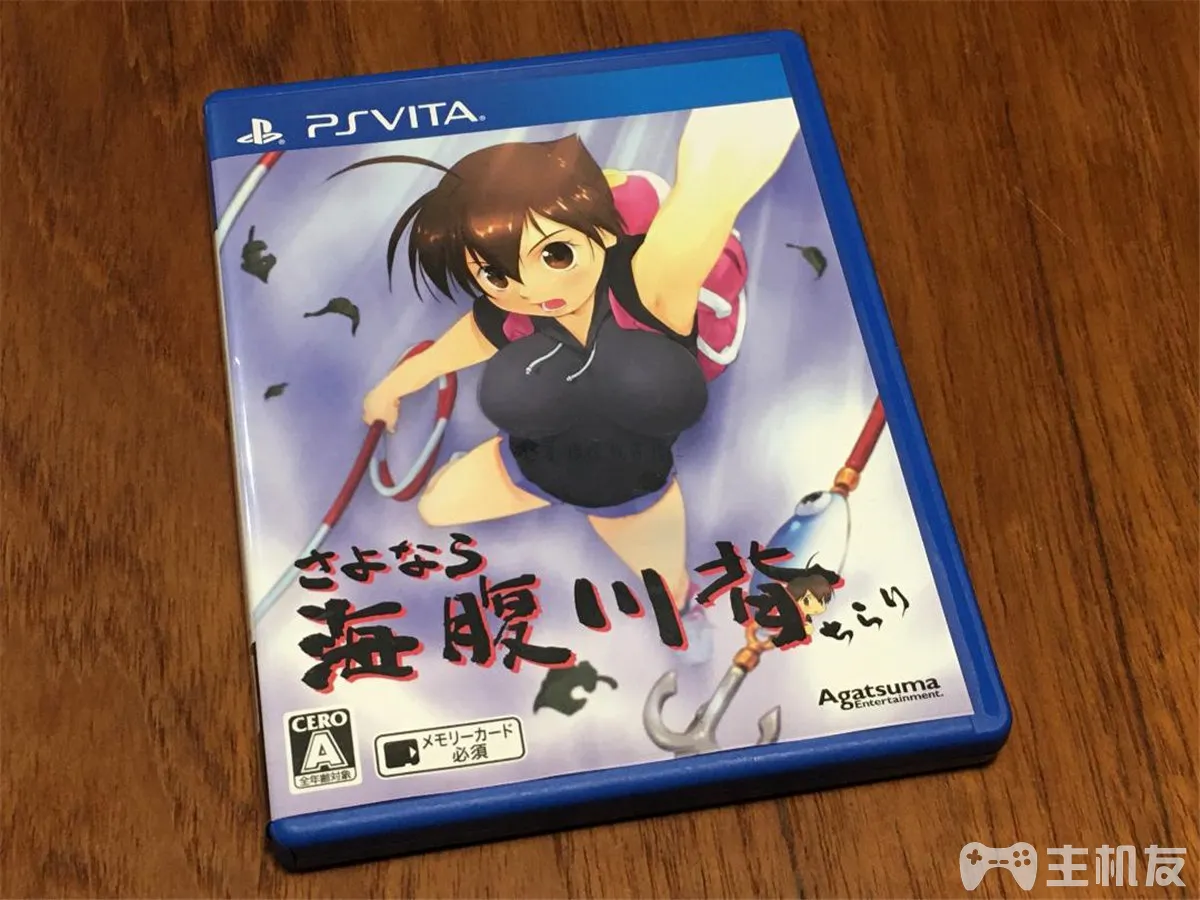 PSVITA
さよなら
海腹川背
ちらり
Agatsuma
Entertainment.
CERO
A
全年齢対象
メモリーカード
必須
主机友